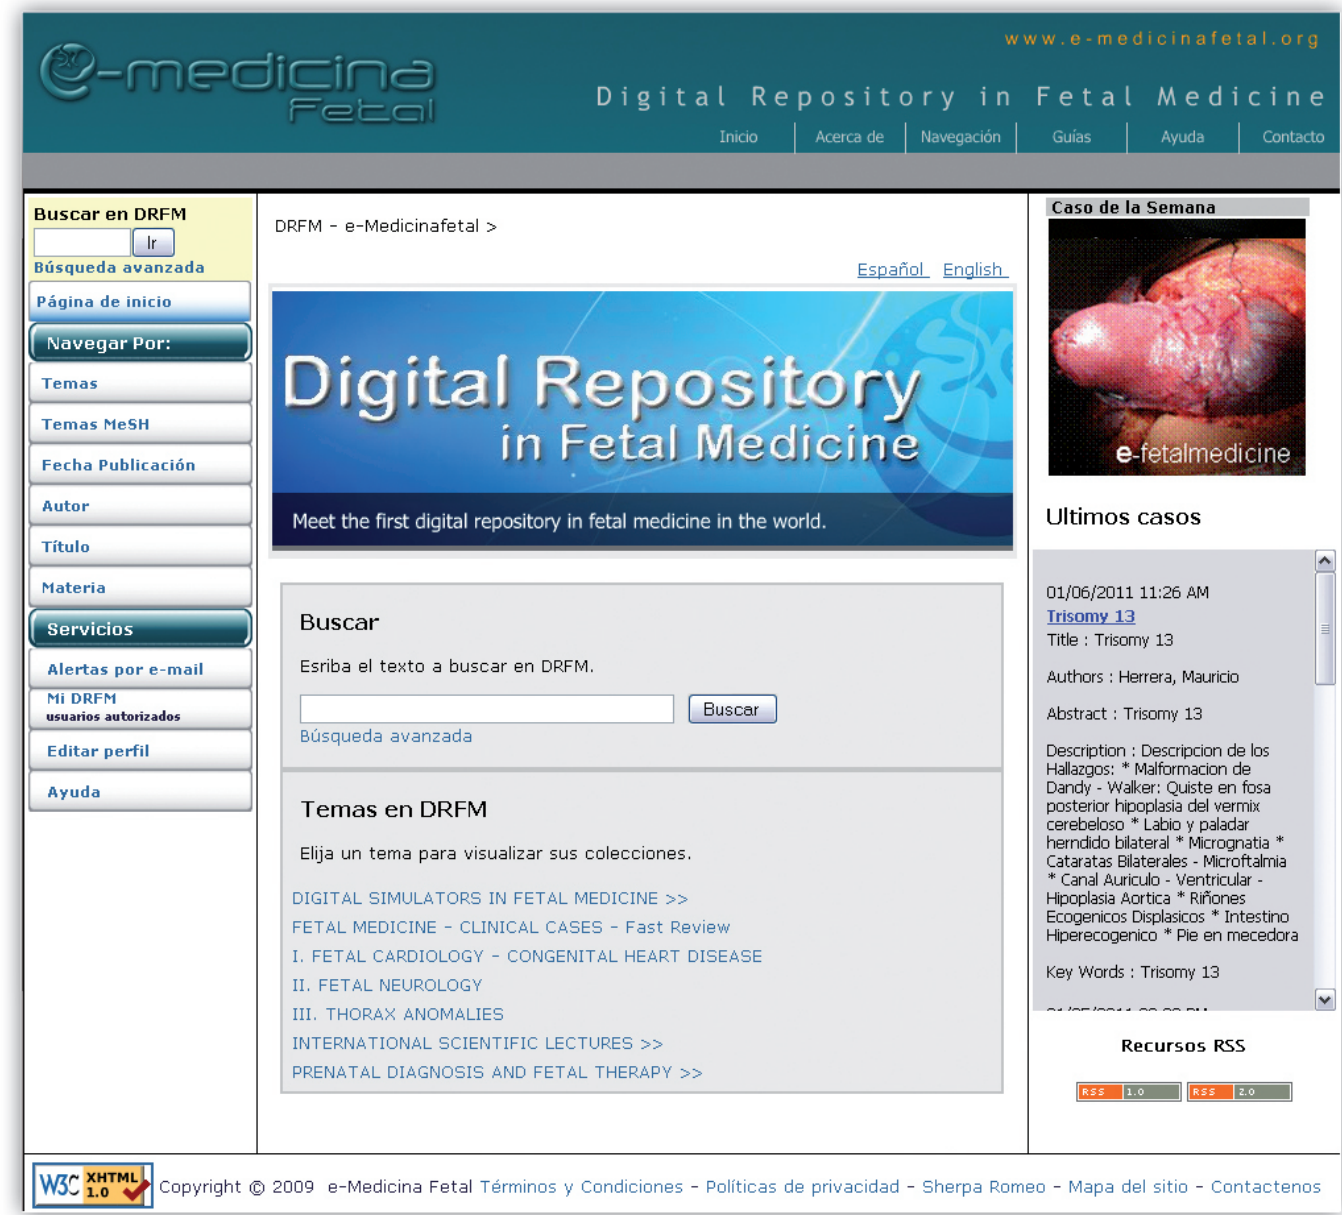 e-medicina
Fetal
www.e-medicinafetal.org
Digital Repository in Fetal Medicine
Inicio
Acerca de
Navegación
Guías
Ayuda
Contacto
Buscar en DRFM
Ir
Búsqueda avanzada
Página de inicio
Navegar Por:
Temas
Temas MeSH
Fecha Publicación
Autor
Título
Materia
Servicios
Alertas por e-mail
Mi DRFM
usuarios autorizados
Editar perfil
Ayuda
DRFM - e-Medicinafetal >
Español English
Digital Repository
in Fetal Medicine
Meet the first digital repository in fetal medicine in the world.
Buscar
Esriba el texto a buscar en DRFM.
Buscar
Búsqueda avanzada
Temas en DRFM
Elija un tema para visualizar sus colecciones.
DIGITAL SIMULATORS IN FETAL MEDICINE >>
FETAL MEDICINE - CLINICAL CASES - Fast Review
I. FETAL CARDIOLOGY - CONGENITAL HEART DISEASE
II. FETAL NEUROLOGY
III. THORAX ANOMALIES
INTERNATIONAL SCIENTIFIC LECTURES >>
PRENATAL DIAGNOSIS AND FETAL THERAPY >>
Caso de la Semana
e-fetalmedicine
Ultimos casos
01/06/2011 11:26 AM
Trisomy 13
Title : Trisomy 13
Authors : Herrera, Mauricio
Abstract : Trisomy 13
Description : Descripcion de los
Hallazgos: * Malformacion de
Dandy - Walker: Quiste en fosa
posterior hipoplasia del vermix
cerebeloso * Labio y paladar
herndido bilateral * Micrognatia *
Cataratas Bilaterales - Microftalmia
* Canal Auriculo - Ventricular -
Hipoplasia Aortica * Riñones
Ecogenicos Displasicos * Intestino
Hiperecogenico * Pie en mecedora
Key Words : Trisomy 13
Recursos RSS
RSS 1.0
RSS 2.0
W3C XHTML
1.0
Copyright © 2009 e-Medicina Fetal Términos y Condiciones - Políticas de privacidad - Sherpa Romeo - Mapa del sitio - Contactenos